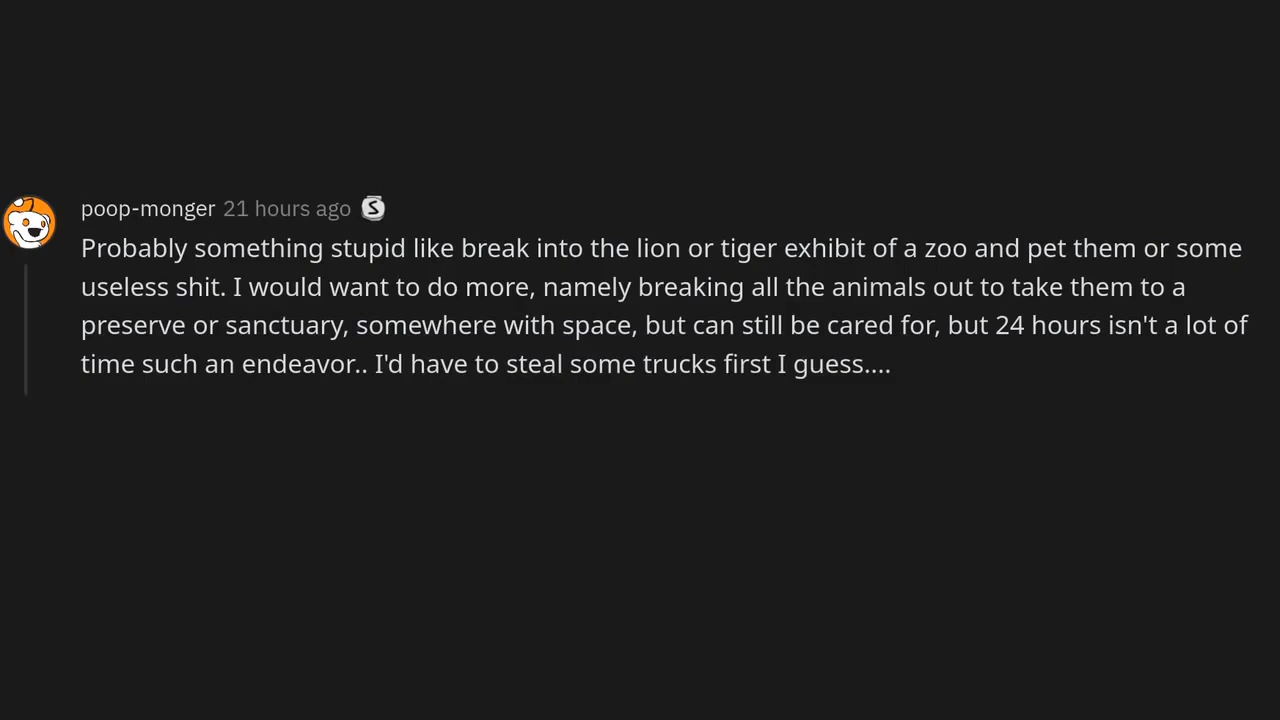 poop-monger 21 hours ago S
Probably something stupid like break into the lion or tiger exhibit of a zoo and pet them or some
useless shit. I would want to do more, namely breaking all the animals out to take them to a
preserve or sanctuary, somewhere with space, but can still be cared for, but 24 hours isn't a lot of
time such an endeavor.. I'd have to steal some trucks first I guess....